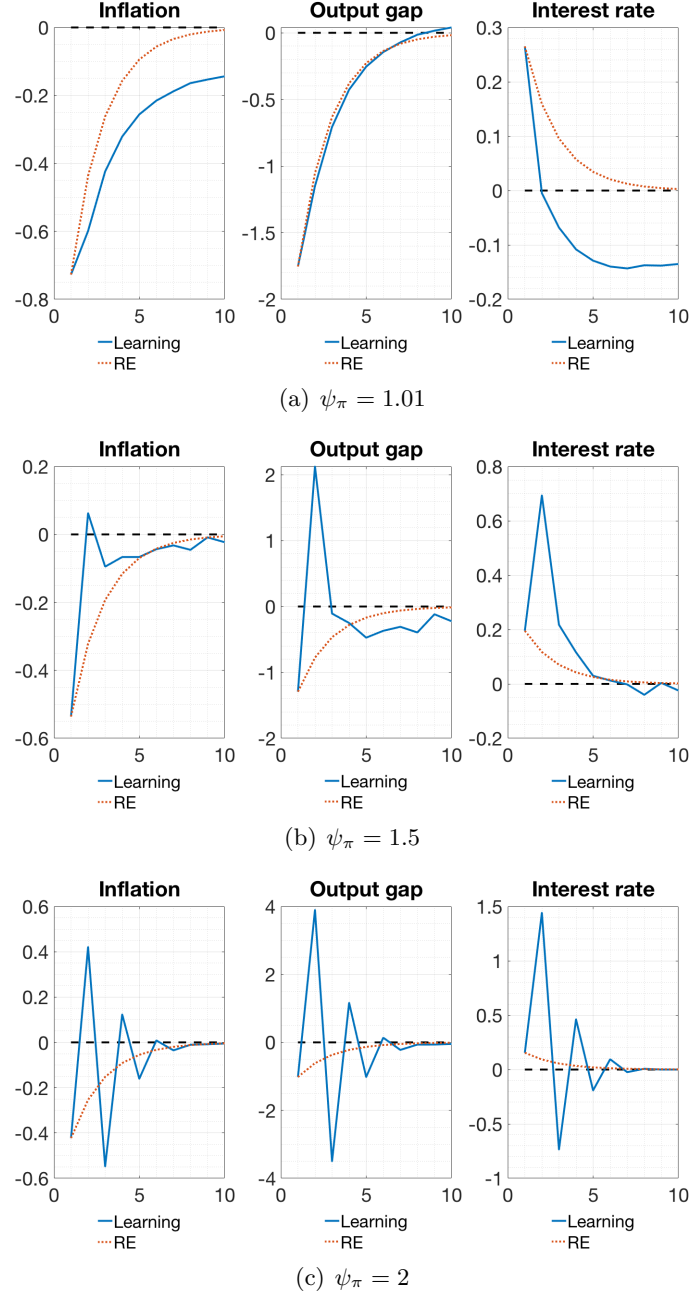 Inflation
0
-0.2
-0.4
-0.6
-0.8
0 5 10
Learning
RE
Output gap
0
-0.5
-1
-1.5
-2
0 5 10
Learning
RE
Interest rate
0.3
0.2
0.1
0
-0.1
-0.2
0 5 10
Learning
RE
(a) ψπ = 1.01
Inflation
0.2
0
-0.2
-0.4
-0.6
0 5 10
Learning
RE
Output gap
2
1
0
-1
-2
0 5 10
Learning
RE
Interest rate
0.8
0.6
0.4
0.2
0
-0.2
0 5 10
Learning
RE
(b) ψπ = 1.5
Inflation
0.6
0.4
0.2
0
-0.2
-0.4
-0.6
0 5 10
Learning
RE
Output gap
4
2
0
-2
-4
0 5 10
Learning
RE
Interest rate
1.5
1
0.5
0
-0.5
-1
0 5 10
Learning
RE
(c) ψπ = 2